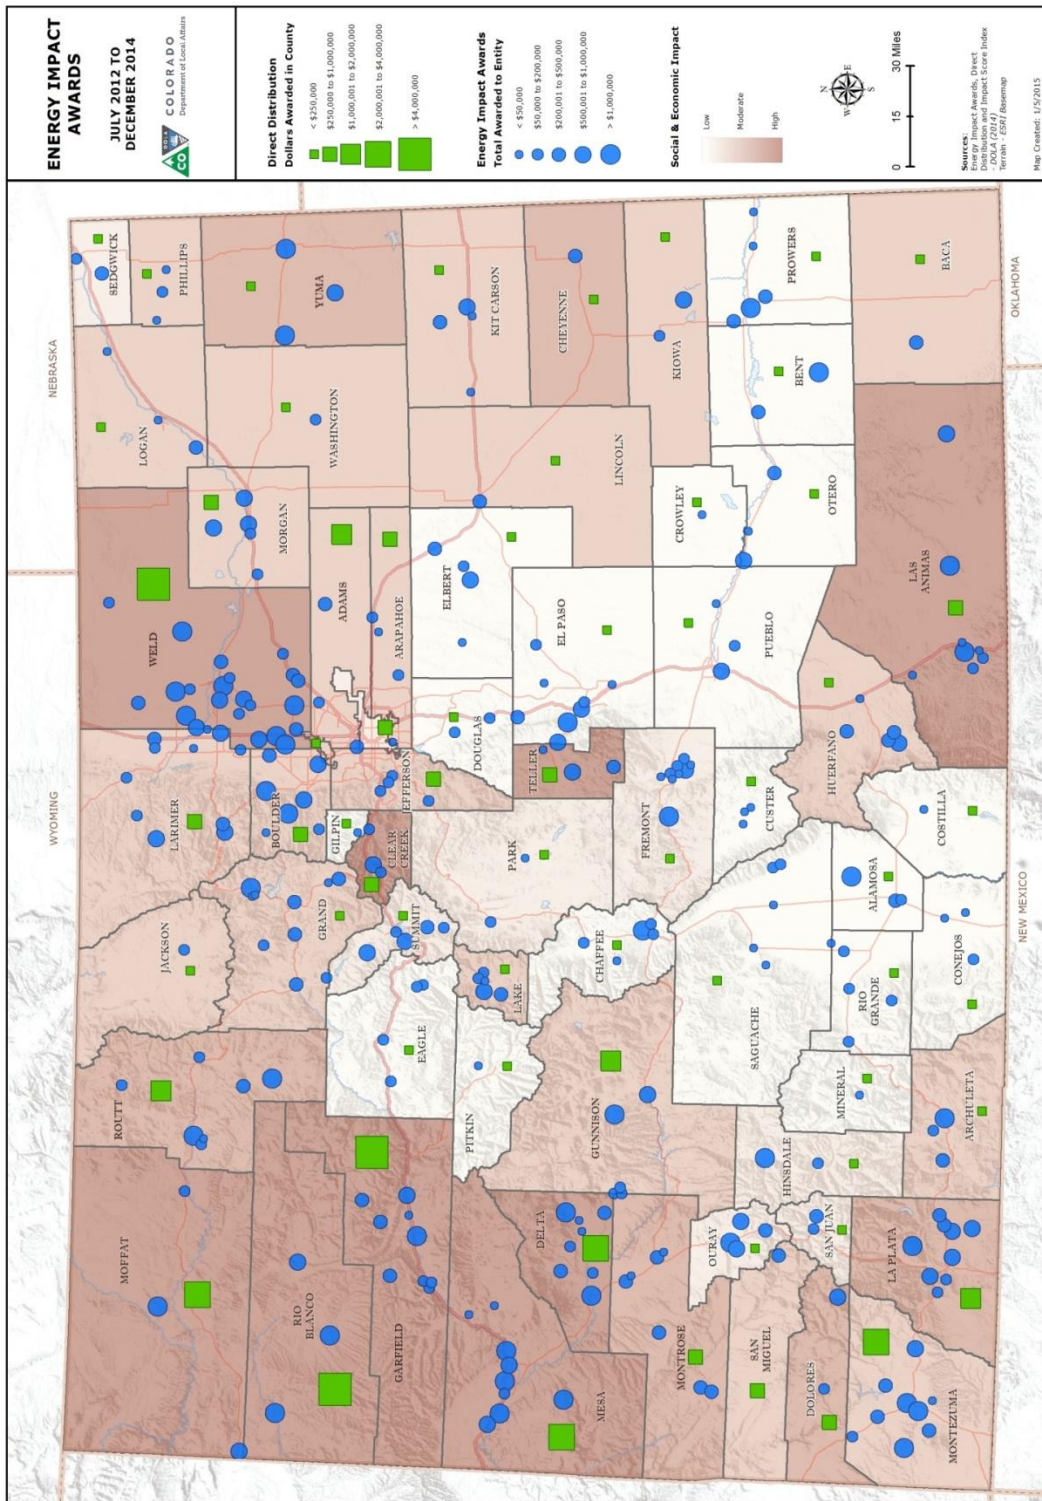 ENERGY IMPACT
AWARDS
JULY 2012 TO
DECEMBER 2014
DOLA
CO
COLORADO
Department of Local Affairs
Direct Distribution
Dollars Awarded in County
< $250,000
$250,000 to $1,000,000
$1,000,001 to $2,000,000
$2,000,001 to $4,000,000
> $4,000,000
Energy Impact Awards
Total Awarded to Entity
< $50,000
$50,000 to $200,000
$200,001 to $500,000
$500,001 to $1,000,000
> $1,000,000
Social & Economic Impact
Low
Moderate
High
N
W
E
S
0
15
30 Miles
Sources:
Energy Impact Awards, Direct
Distribution and Impact Score Index
- DOLA (2014)
Terrain - ESRI Basemap
Map Created: 1/5/2015
WYOMING
NEBRASKA
MOFFAT
ROUTT
JACKSON
LARIMER
WELD
LOGAN
SEDGWICK
PHILLIPS
MORGAN
WASHINGTON
YUMA
RIO
BLANCO
GRAND
BOULDER
GILPIN
ADAMS
ARAPAHOE
GARFIELD
EAGLE
SUMMIT
CLEAR
CREEK
JEFFERSON
DOUGLAS
ELBERT
KIT CARSON
PITKIN
LAKE
PARK
TELLER
EL PASO
LINCOLN
CHEYENNE
MESA
DELTA
GUNNISON
CHAFFEE
FREMONT
KIOWA
CROWLEY
MONTROSE
OURAY
SAGUACHE
CUSTER
PUEBLO
OTERO
BENT
PROWERS
SAN
MIGUEL
HINSDALE
SAN JUAN
MINERAL
RIO
GRANDE
ALAMOSA
HUERFANO
DOLORES
LA PLATA
ARCHULETA
CONEJOS
COSTILLA
LAS
ANIMAS
BACA
MONTEZUMA
NEW MEXICO
OKLAHOMA